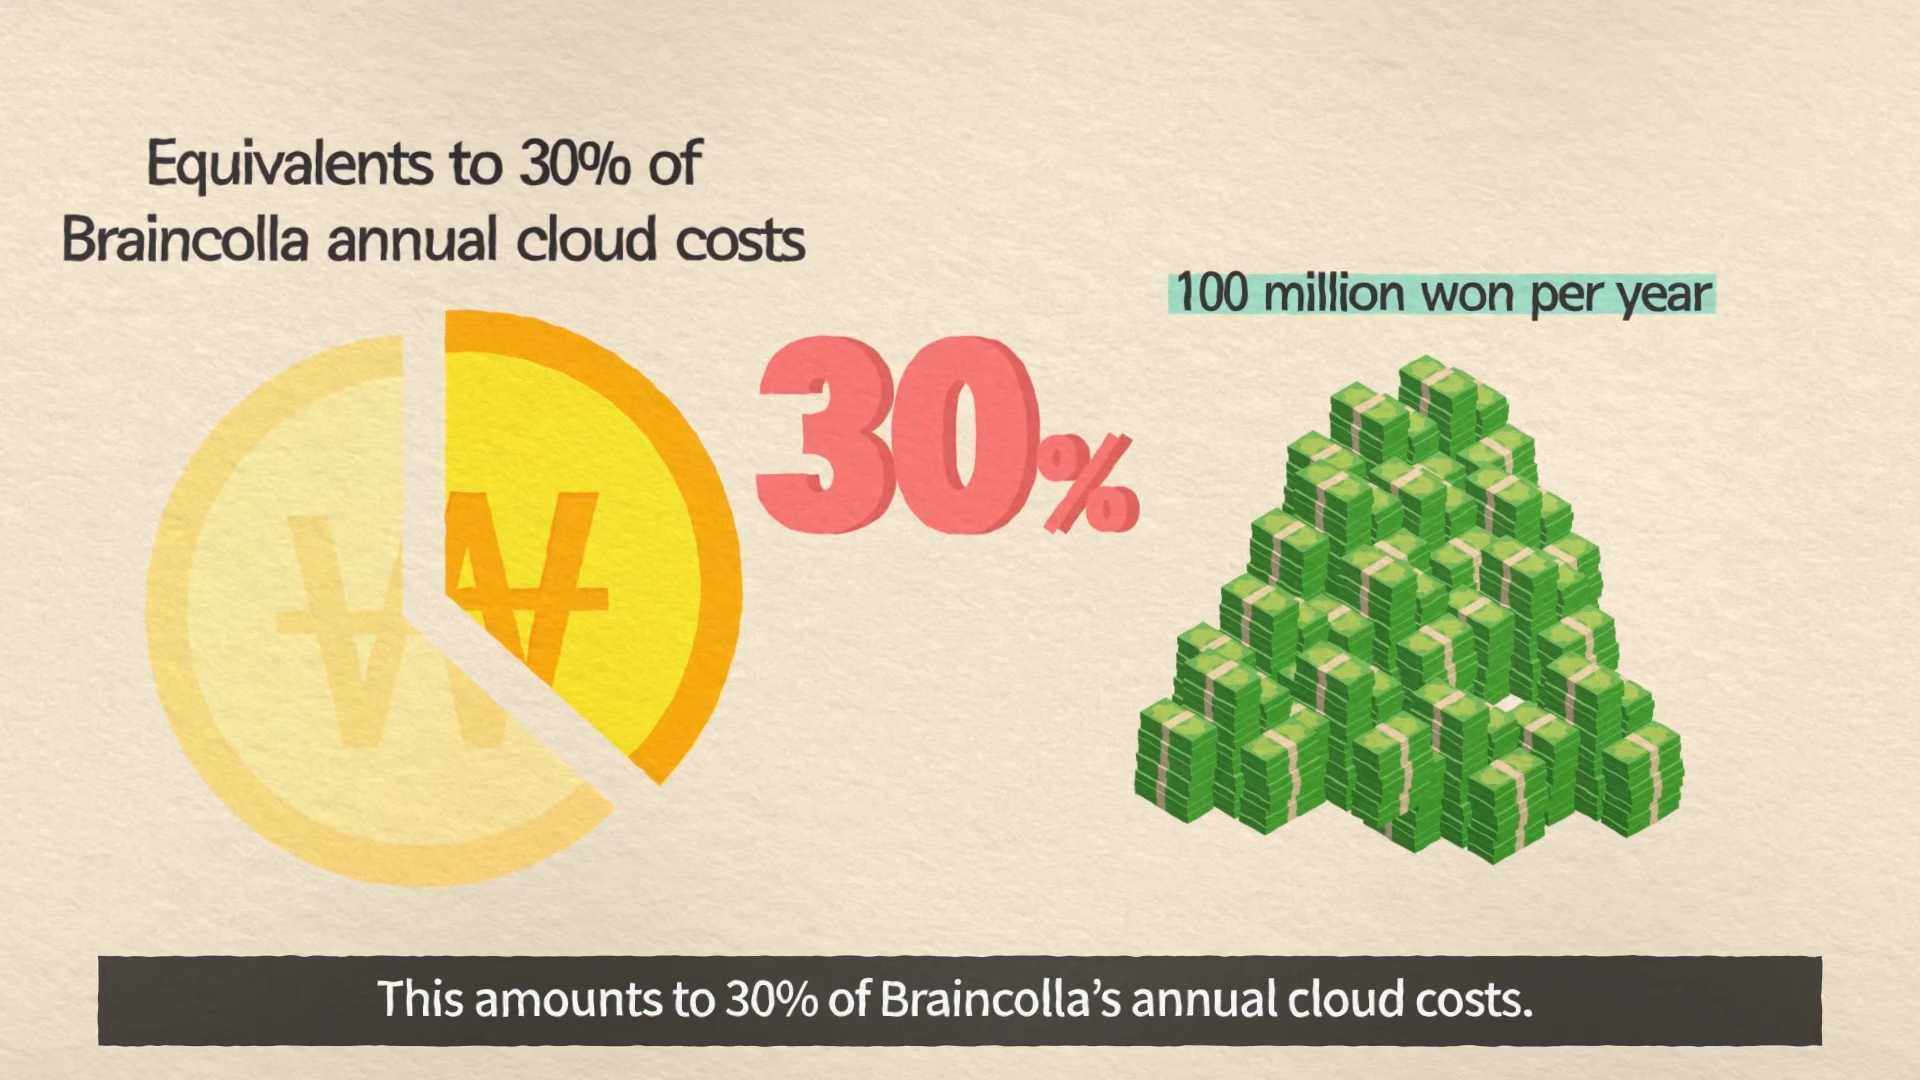 Equivalents to 30% of
Braincolla annual cloud costs
100 million won per year
30%
₩
This amounts to 30% of Braincolla’s annual cloud costs.